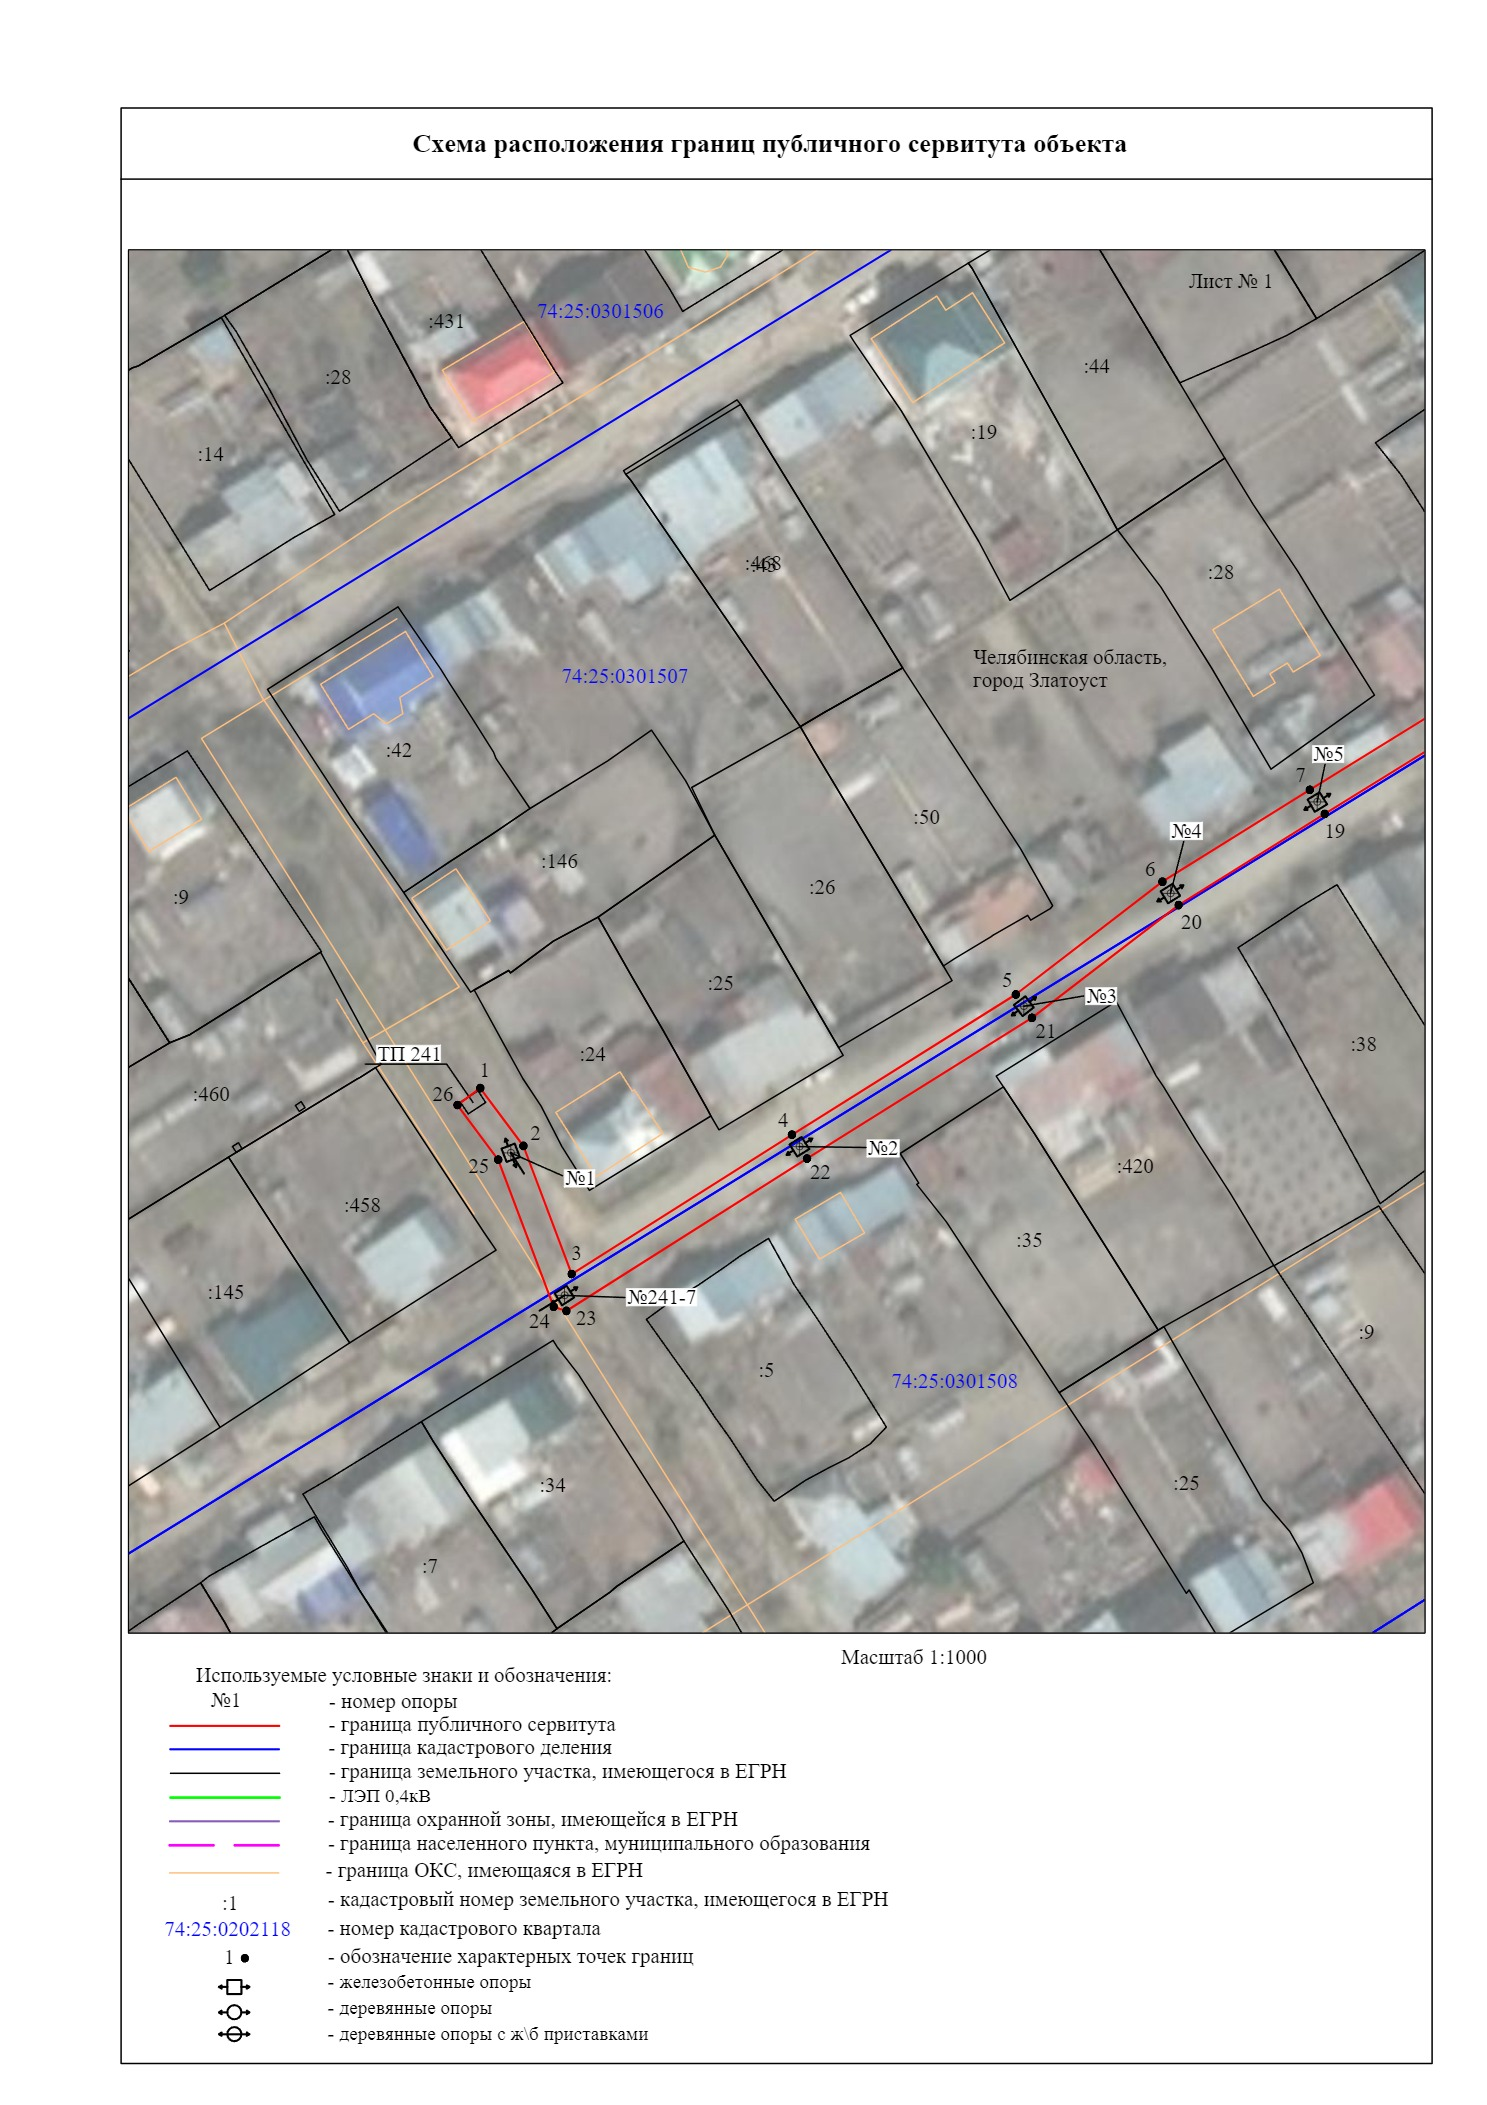 Схема расположения границ публичного сервитута объекта
Лист № 1
74:25:0301506
:431
:28
:44
:14
:19
:468
:43
:28
Челябинская область,
город Златоуст
74:25:0301507
:42
№5
7
19
:50
№4
:146
6
:26
:9
20
5
:25
№3
21
:38
ТП 241
:24
1
26
:460
4
2
№2
25
22
№1
:420
:458
:35
3
:145
№241-7
24
23
:9
:5
74:25:0301508
:34
:25
:7
Масштаб 1:1000
Используемые условные знаки и обозначения:
№1 - номер опоры
- граница публичного сервитута
- граница кадастрового деления
- граница земельного участка, имеющегося в ЕГРН
- ЛЭП 0,4кВ
- граница охранной зоны, имеющейся в ЕГРН
- граница населенного пункта, муниципального образования
- граница ОКС, имеющаяся в ЕГРН
:1 - кадастровый номер земельного участка, имеющегося в ЕГРН
74:25:0202118 - номер кадастрового квартала
1 - обозначение характерных точек границ
- железобетонные опоры
- деревянные опоры
- деревянные опоры с ж\б приставками